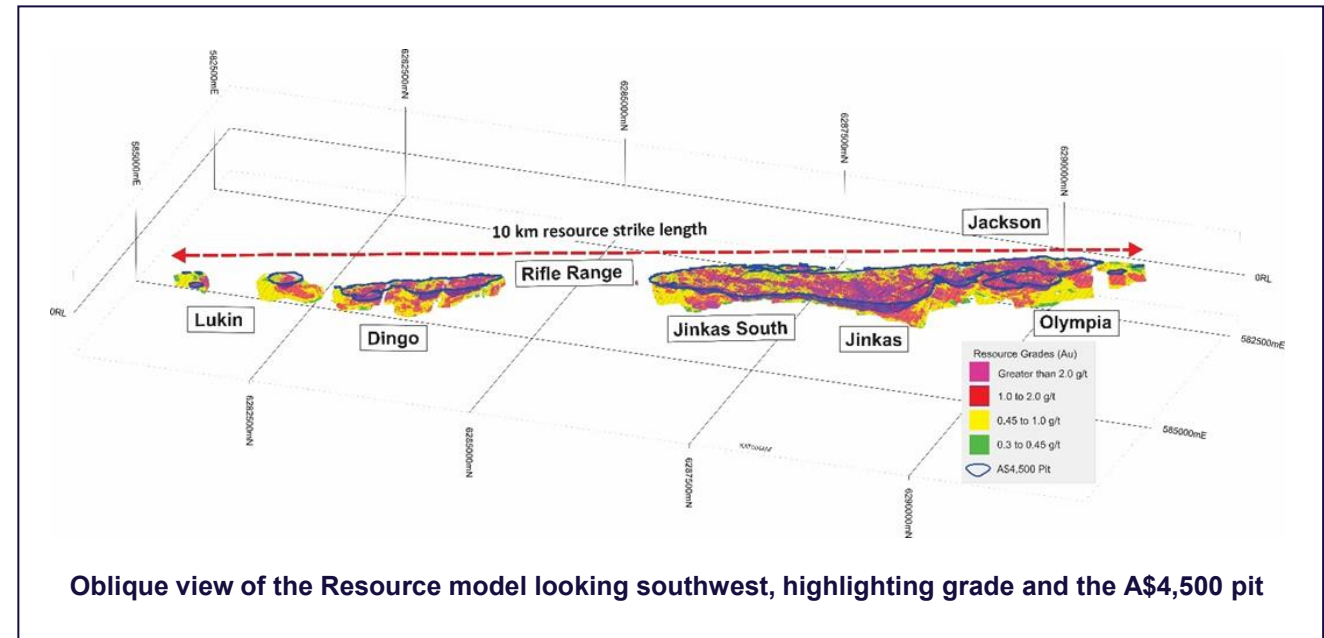 582500mE
6282500mN
585000mE
6285000mN
6287500mN
6290000mN
Jackson
10 km resource strike length
Rifle Range
0RL
0RL
Lukin
Dingo
Jinkas South
Jinkas
Olympia
582500mE
Resource Grades (Au)
Greater than 2.0 g/t
1.0 to 2.0 g/t
0.45 to 1.0 g/t
0.3 to 0.45 g/t
A$4,500 Pit
6282500mN
6285000mN
585000mE
6287500mN
6290000mN
Oblique view of the Resource model looking southwest, highlighting grade and the A$4,500 pit